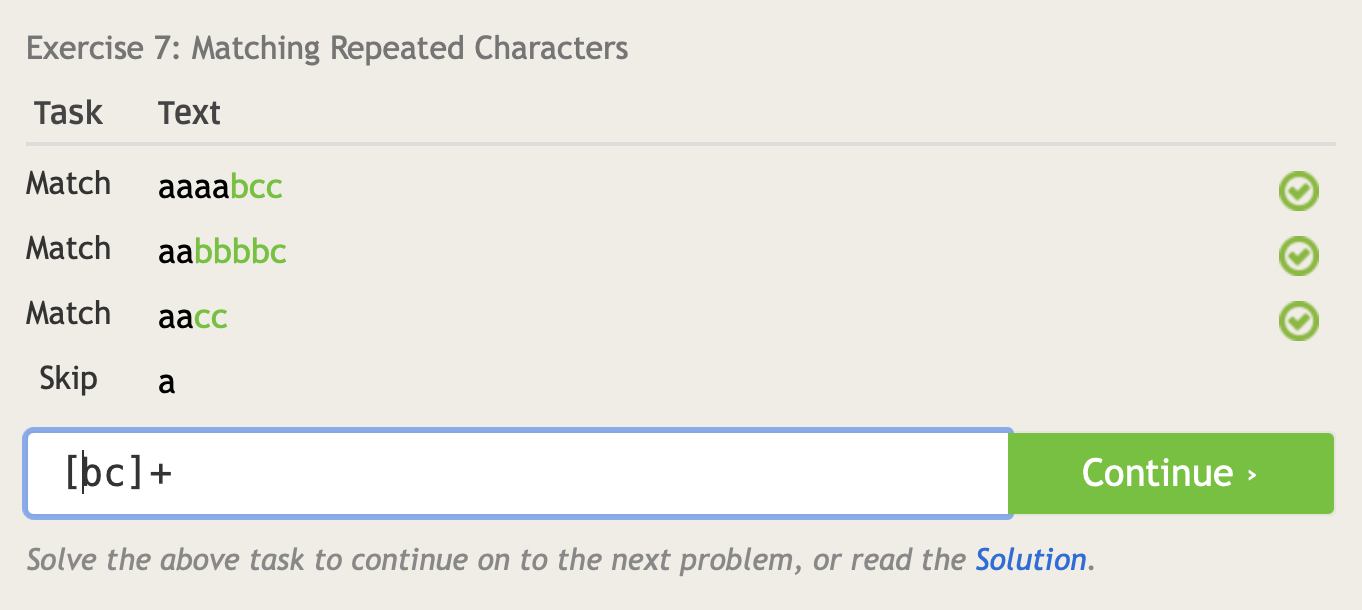 Exercise 7: Matching Repeated Characters
Task Text
Match aaaabcc
Match aabbbbc
Match aacc
Skip a
[bc]+ Continue ›
Solve the above task to continue on to the next problem, or read the Solution.